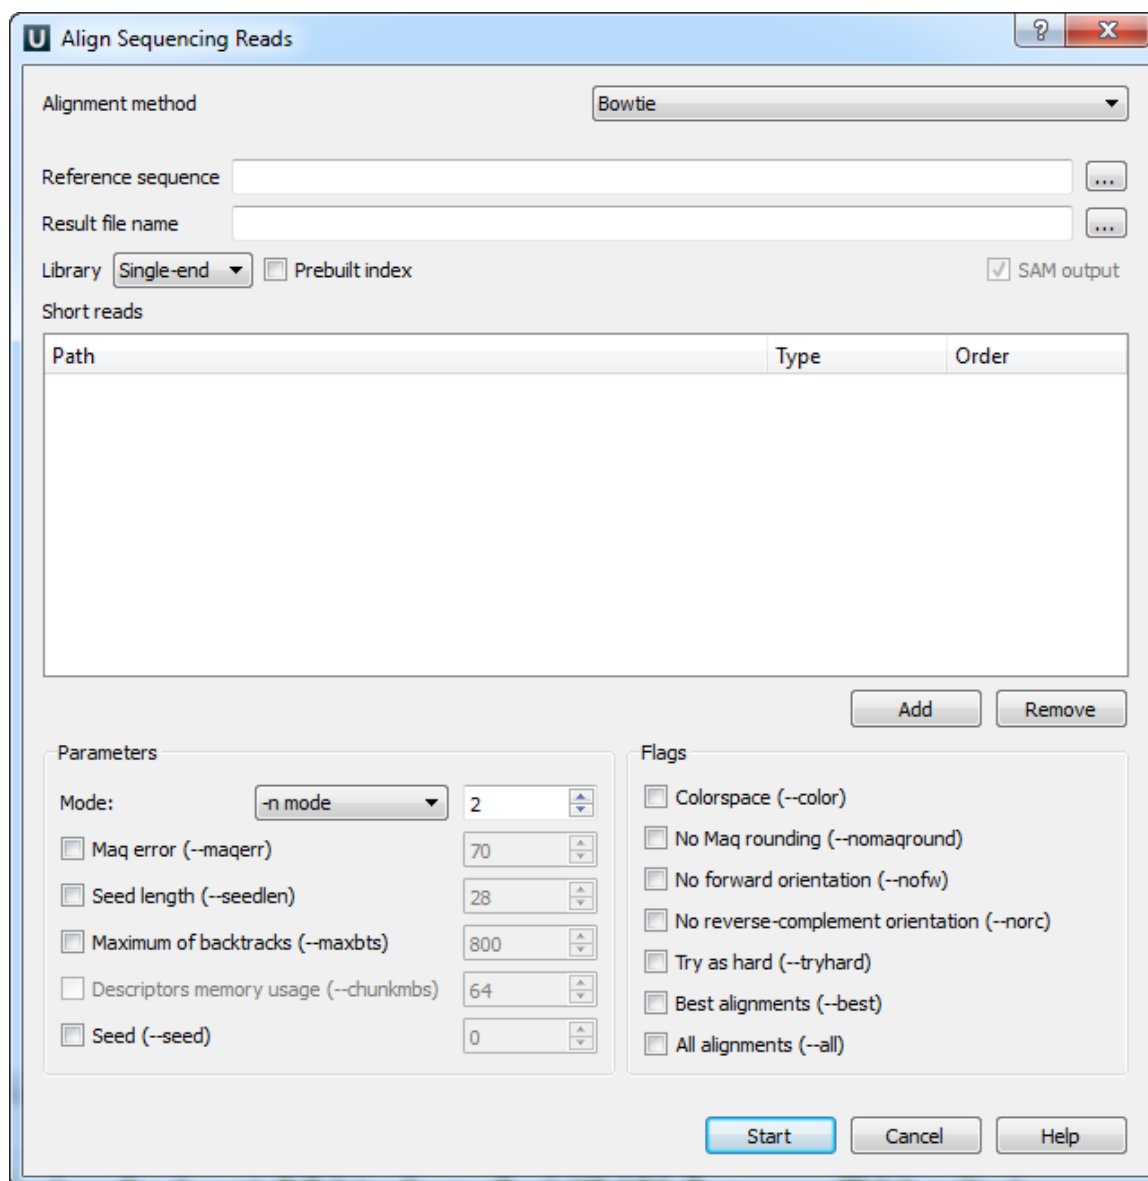 U Align Sequencing Reads ? X
Alignment method Bowtie
Reference sequence ...
Result file name ...
Library Single-end Prebuilt index SAM output
Short reads
Path Type Order
Add Remove
Parameters
Mode: -n mode 2
Maq error (--maqerr) 70
Seed length (--seedlen) 28
Maximum of backtracks (--maxbts) 800
Descriptors memory usage (--chunkmbs) 64
Seed (--seed) 0
Flags
Colorspace (--color)
No Maq rounding (--nomaqround)
No forward orientation (--nofw)
No reverse-complement orientation (--norc)
Try as hard (--tryhard)
Best alignments (--best)
All alignments (--all)
Start Cancel Help